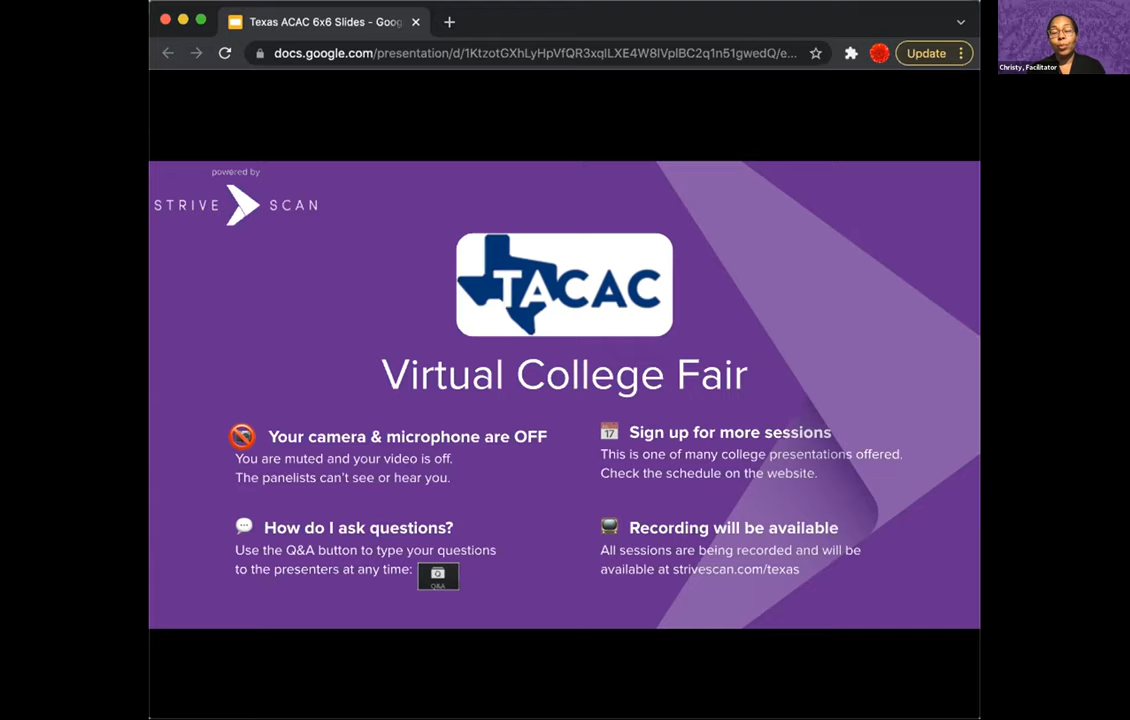 Texas ACAC 6x6 Slides - Goog
docs.google.com/presentation/d/1KtzotGXhLyHpVfQR3xqlLXE4W8lVplBC2q1n51gwedQ/e...
Update
Christy, Facilitator
powered by
STRIVE SCAN
TACAC
Virtual College Fair
Your camera & microphone are OFF
You are muted and your video is off.
The panelists can't see or hear you.
17 Sign up for more sessions
This is one of many college presentations offered.
Check the schedule on the website.
How do I ask questions?
Use the Q&A button to type your questions
to the presenters at any time:
Q&A
Recording will be available
All sessions are being recorded and will be
available at strivescan.com/texas